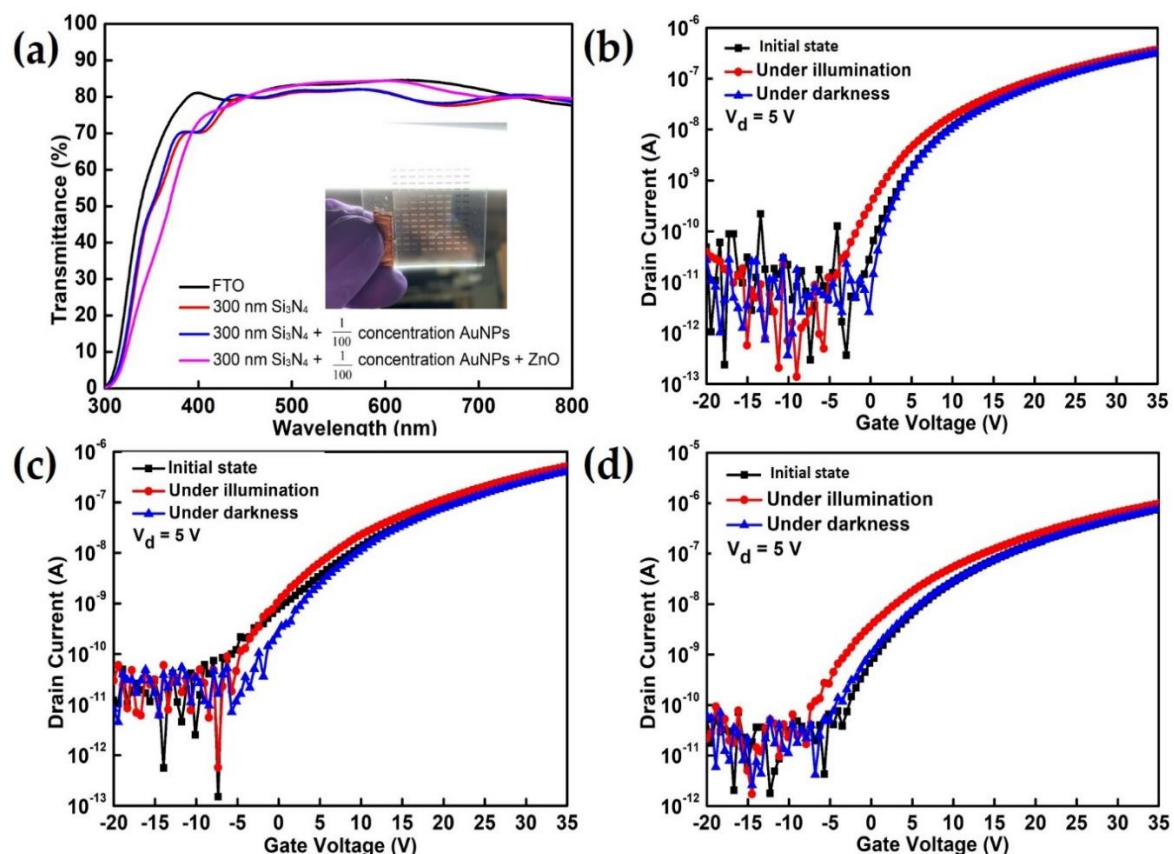 (a)
100
90
80
70
60
50
40
30
20
10
0
Transmittance (%)
FTO
300 nm Si₃N₄
300 nm Si₃N₄ + 1/100 concentration AuNPs
300 nm Si₃N₄ + 1/100 concentration AuNPs + ZnO
300 400 500 600 700 800
Wavelength (nm)
(b)
10⁻⁶
10⁻⁷
10⁻⁸
10⁻⁹
10⁻¹⁰
10⁻¹¹
10⁻¹²
10⁻¹³
Drain Current (A)
Initial state
Under illumination
Under darkness
V_d = 5 V
-20 -15 -10 -5 0 5 10 15 20 25 30 35
Gate Voltage (V)
(c)
10⁻⁶
10⁻⁷
10⁻⁸
10⁻⁹
10⁻¹⁰
10⁻¹¹
10⁻¹²
10⁻¹³
Drain Current (A)
Initial state
Under illumination
Under darkness
V_d = 5 V
-20 -15 -10 -5 0 5 10 15 20 25 30 35
Gate Voltage (V)
(d)
10⁻⁵
10⁻⁶
10⁻⁷
10⁻⁸
10⁻⁹
10⁻¹⁰
10⁻¹¹
10⁻¹²
Drain Current (A)
Initial state
Under illumination
Under darkness
V_d = 5 V
-20 -15 -10 -5 0 5 10 15 20 25 30 35
Gate Voltage (V)